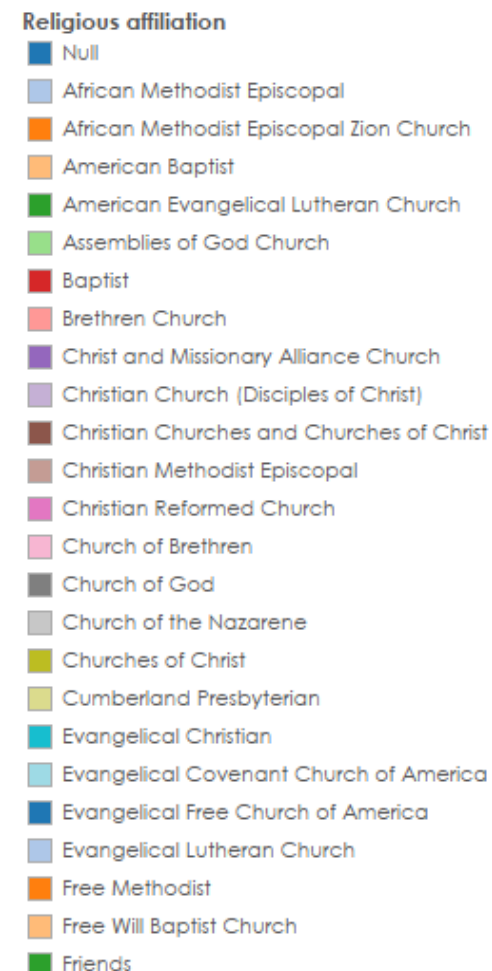 Religious affiliation
Null
African Methodist Episcopal
African Methodist Episcopal Zion Church
American Baptist
American Evangelical Lutheran Church
Assemblies of God Church
Baptist
Brethren Church
Christ and Missionary Alliance Church
Christian Church (Disciples of Christ)
Christian Churches and Churches of Christ
Christian Methodist Episcopal
Christian Reformed Church
Church of Brethren
Church of God
Church of the Nazarene
Churches of Christ
Cumberland Presbyterian
Evangelical Christian
Evangelical Covenant Church of America
Evangelical Free Church of America
Evangelical Lutheran Church
Free Methodist
Free Will Baptist Church
Friends